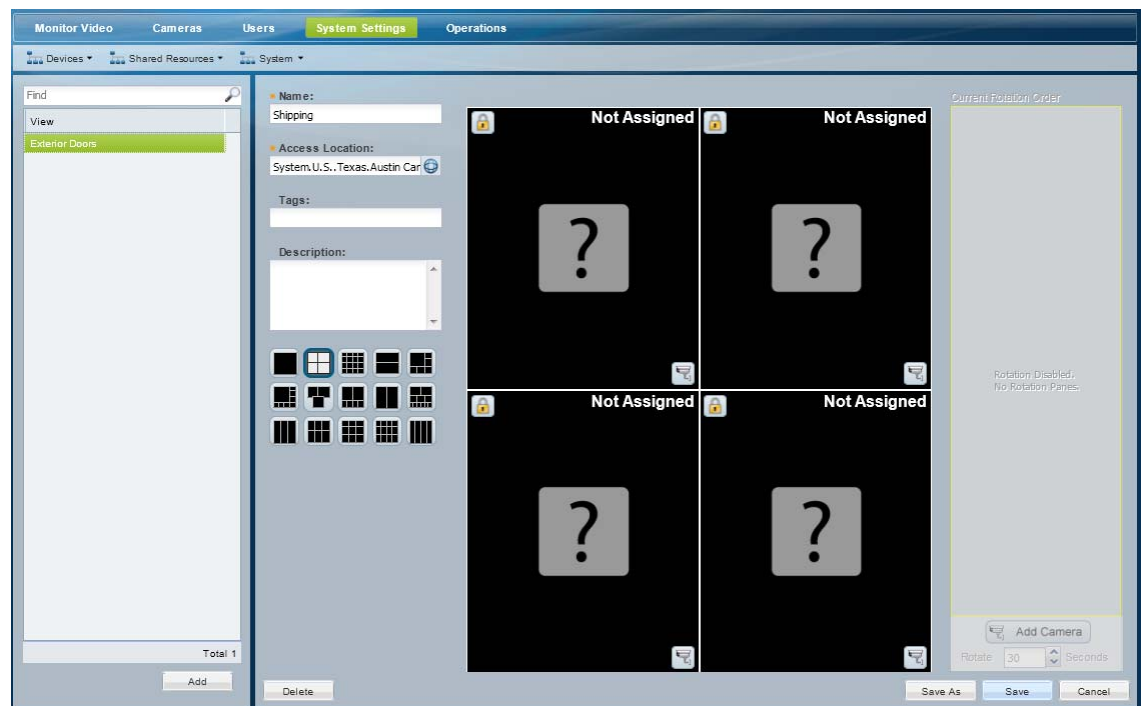 Monitor Video Cameras Users System Settings Operations
Devices Shared Resources System
Find
View
Exterior Doors
Total 1
Add
* Name:
Shipping
* Access Location:
System.U.S..Texas.Austin Car
Tags:
Description:
Delete
Not Assigned
Not Assigned
?
?
Not Assigned
Not Assigned
?
?
Current Rotation Order
Rotation Disabled.
No Rotation Panes.
Add Camera
Rotate 30 Seconds
Save As Save Cancel